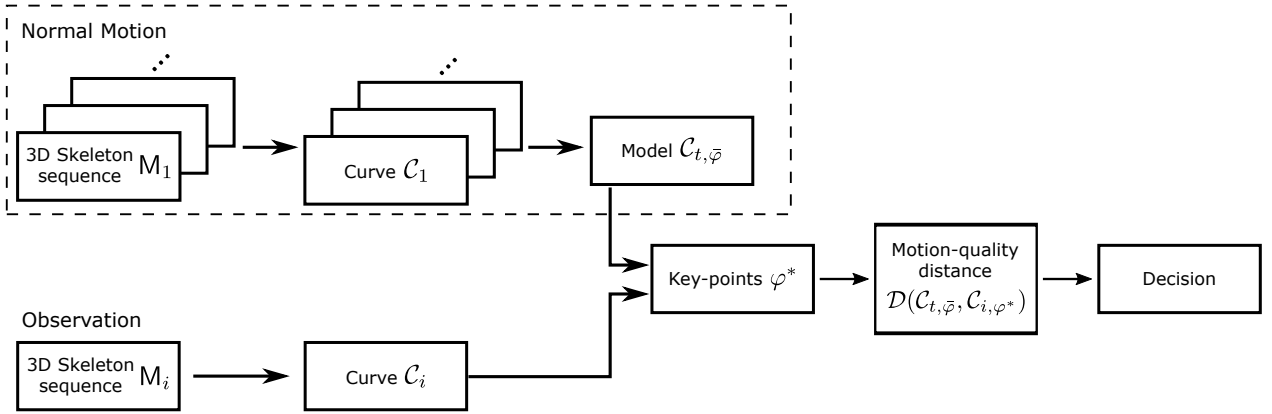 Normal Motion
⋰
⋰
3D Skeleton
sequence M₁
Curve 𝒞₁
Model 𝒞_{t,φ̄}
Key-points φ*
Motion-quality
distance
𝒟(𝒞_{t,φ̄}, 𝒞_{i,φ*})
Decision
Observation
3D Skeleton
sequence Mᵢ
Curve 𝒞ᵢ